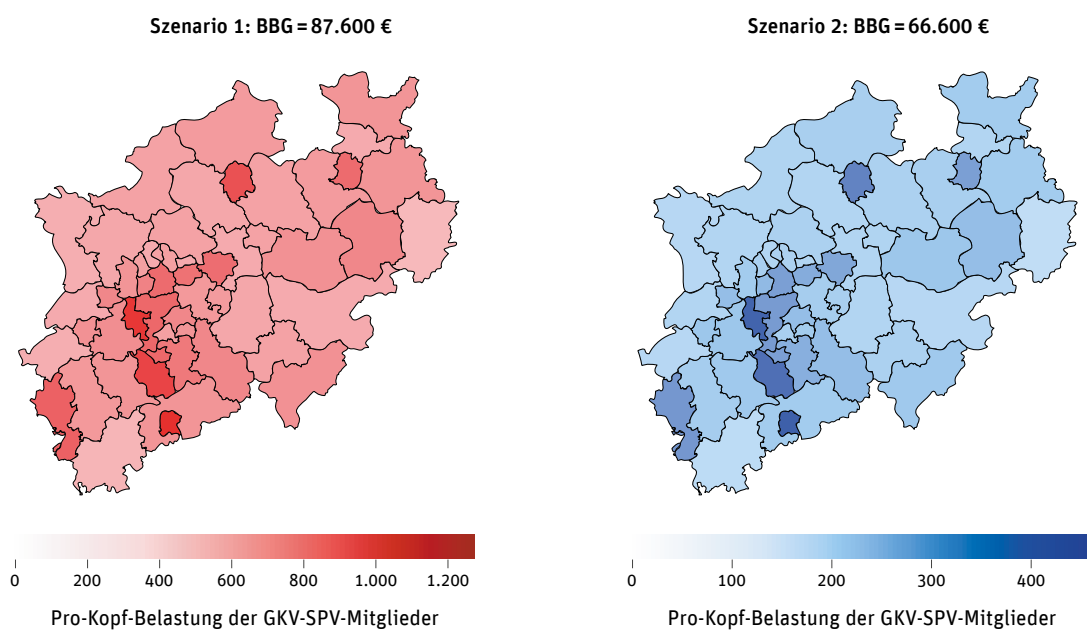 Szenario 1: BBG = 87.600 €
Szenario 2: BBG = 66.600 €
0 200 400 600 800 1.000 1.200
0 100 200 300 400
Pro-Kopf-Belastung der GKV-SPV-Mitglieder
Pro-Kopf-Belastung der GKV-SPV-Mitglieder